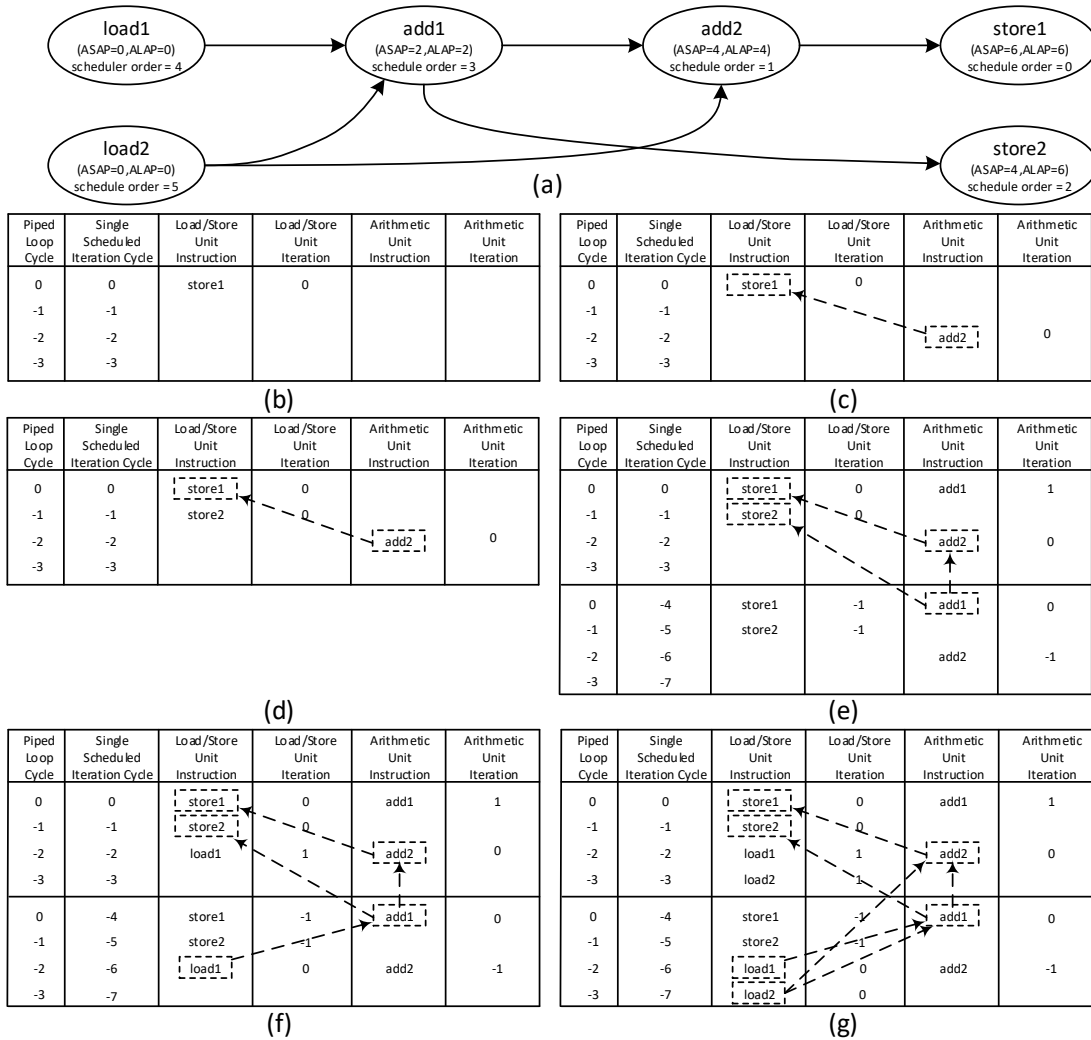 load1 add1 add2 store1
(ASAP=0,ALAP=0) (ASAP=2,ALAP=2) (ASAP=4,ALAP=4) (ASAP=6,ALAP=6)
scheduler order = 4 schedule order =3 schedule order =1 schedule order =0
load2 store2
(ASAP=0,ALAP=0) (ASAP=4,ALAP=6)
schedule order =5 schedule order =2
(a)
Piped Single Load/Store Load/Store Arithmetic Arithmetic
Loop Scheduled Unit Unit Unit Unit
Cycle Iteration Cycle Instruction Iteration Instruction Iteration
0 0 store1 0
-1 -1
-2 -2
-3 -3
(b)
Piped Single Load/Store Load/Store Arithmetic Arithmetic
Loop Scheduled Unit Unit Unit Unit
Cycle Iteration Cycle Instruction Iteration Instruction Iteration
0 0 store1 0
-1 -1
-2 -2 add2 0
-3 -3
(c)
Piped Single Load/Store Load/Store Arithmetic Arithmetic
Loop Scheduled Unit Unit Unit Unit
Cycle Iteration Cycle Instruction Iteration Instruction Iteration
0 0 store1 0
-1 -1 store2 0
-2 -2 add2 0
-3 -3
(d)
Piped Single Load/Store Load/Store Arithmetic Arithmetic
Loop Scheduled Unit Unit Unit Unit
Cycle Iteration Cycle Instruction Iteration Instruction Iteration
0 0 store1 0 add1 1
-1 -1 store2 0
-2 -2 add2 0
-3 -3
0 -4 store1 -1 add1 0
-1 -5 store2 -1
-2 -6 add2 -1
-3 -7
(e)
Piped Single Load/Store Load/Store Arithmetic Arithmetic
Loop Scheduled Unit Unit Unit Unit
Cycle Iteration Cycle Instruction Iteration Instruction Iteration
0 0 store1 0 add1 1
-1 -1 store2 0
-2 -2 load1 1 add2 0
-3 -3
0 -4 store1 -1 add1 0
-1 -5 store2 -1
-2 -6 load1 0 add2 -1
-3 -7
(f)
Piped Single Load/Store Load/Store Arithmetic Arithmetic
Loop Scheduled Unit Unit Unit Unit
Cycle Iteration Cycle Instruction Iteration Instruction Iteration
0 0 store1 0 add1 1
-1 -1 store2 0
-2 -2 load1 1 add2 0
-3 -3 load2 1
0 -4 store1 -1 add1 0
-1 -5 store2 -1
-2 -6 load1 0 add2 -1
-3 -7 load2 0
(g)